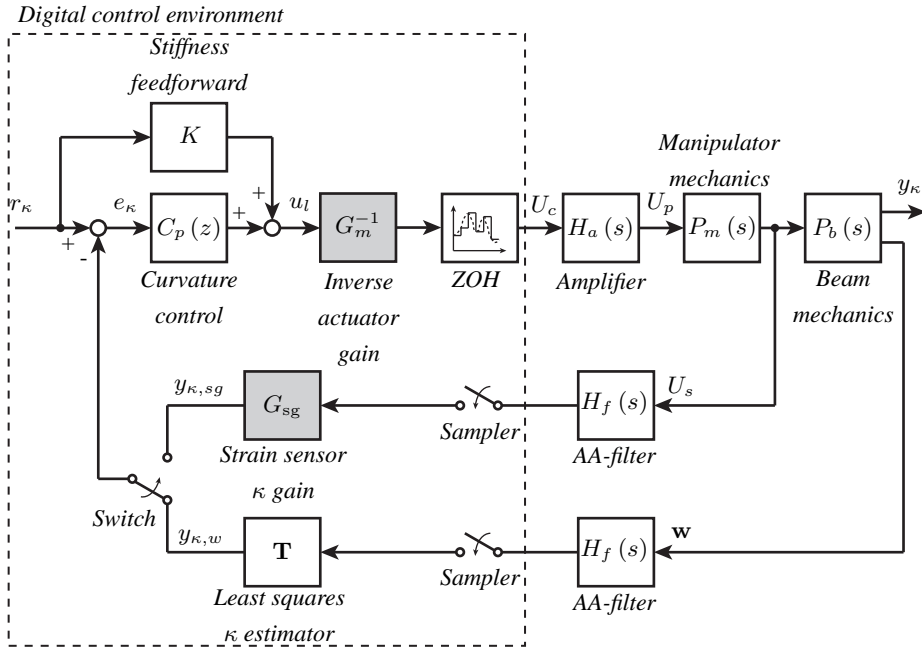 Digital control environment
Stiffness
feedforward
K
Manipulator
mechanics
r_κ
e_κ
+
-
C_p (z)
+
+
u_l
G_m^{-1}
U_c
H_a (s)
U_p
P_m (s)
P_b (s)
y_κ
Curvature
control
Inverse
actuator
gain
ZOH
Amplifier
Beam
mechanics
y_{κ,sg}
G_sg
Sampler
H_f (s)
U_s
Strain sensor
κ gain
AA-filter
Switch
y_{κ,w}
T
Sampler
H_f (s)
w
Least squares
κ estimator
AA-filter